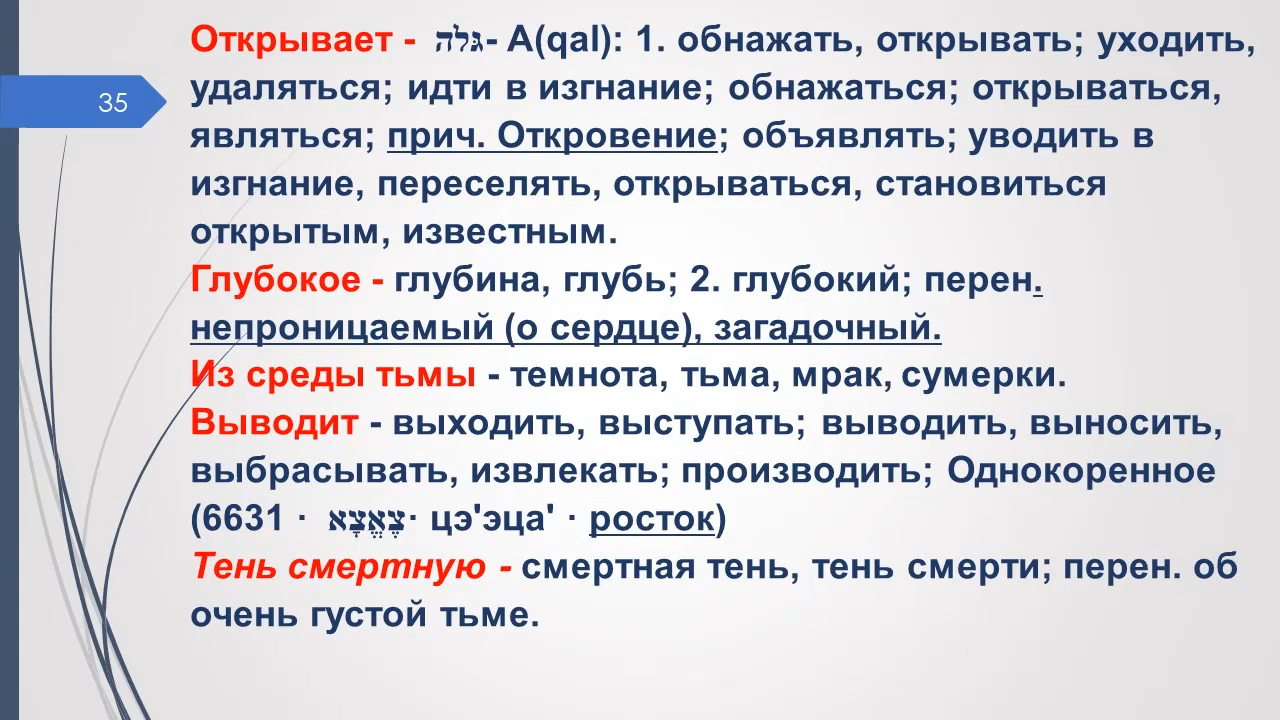 35
Открывает - גּלה- A(qal): 1. обнажать, открывать; уходить,
удаляться; идти в изгнание; обнажаться; открываться,
являться; прич. Откровение; объявлять; уводить в
изгнание, переселять, открываться, становиться
открытым, известным.
Глубокое - глубина, глубь; 2. глубокий; перен.
непроницаемый (о сердце), загадочный.
Из среды тьмы - темнота, тьма, мрак, сумерки.
Выводит - выходить, выступать; выводить, выносить,
выбрасывать, извлекать; производить; Однокоренное
(6631 · צֶאֱצָא· цэ'эца' · росток)
Тень смертную - смертная тень, тень смерти; перен. об
очень густой тьме.